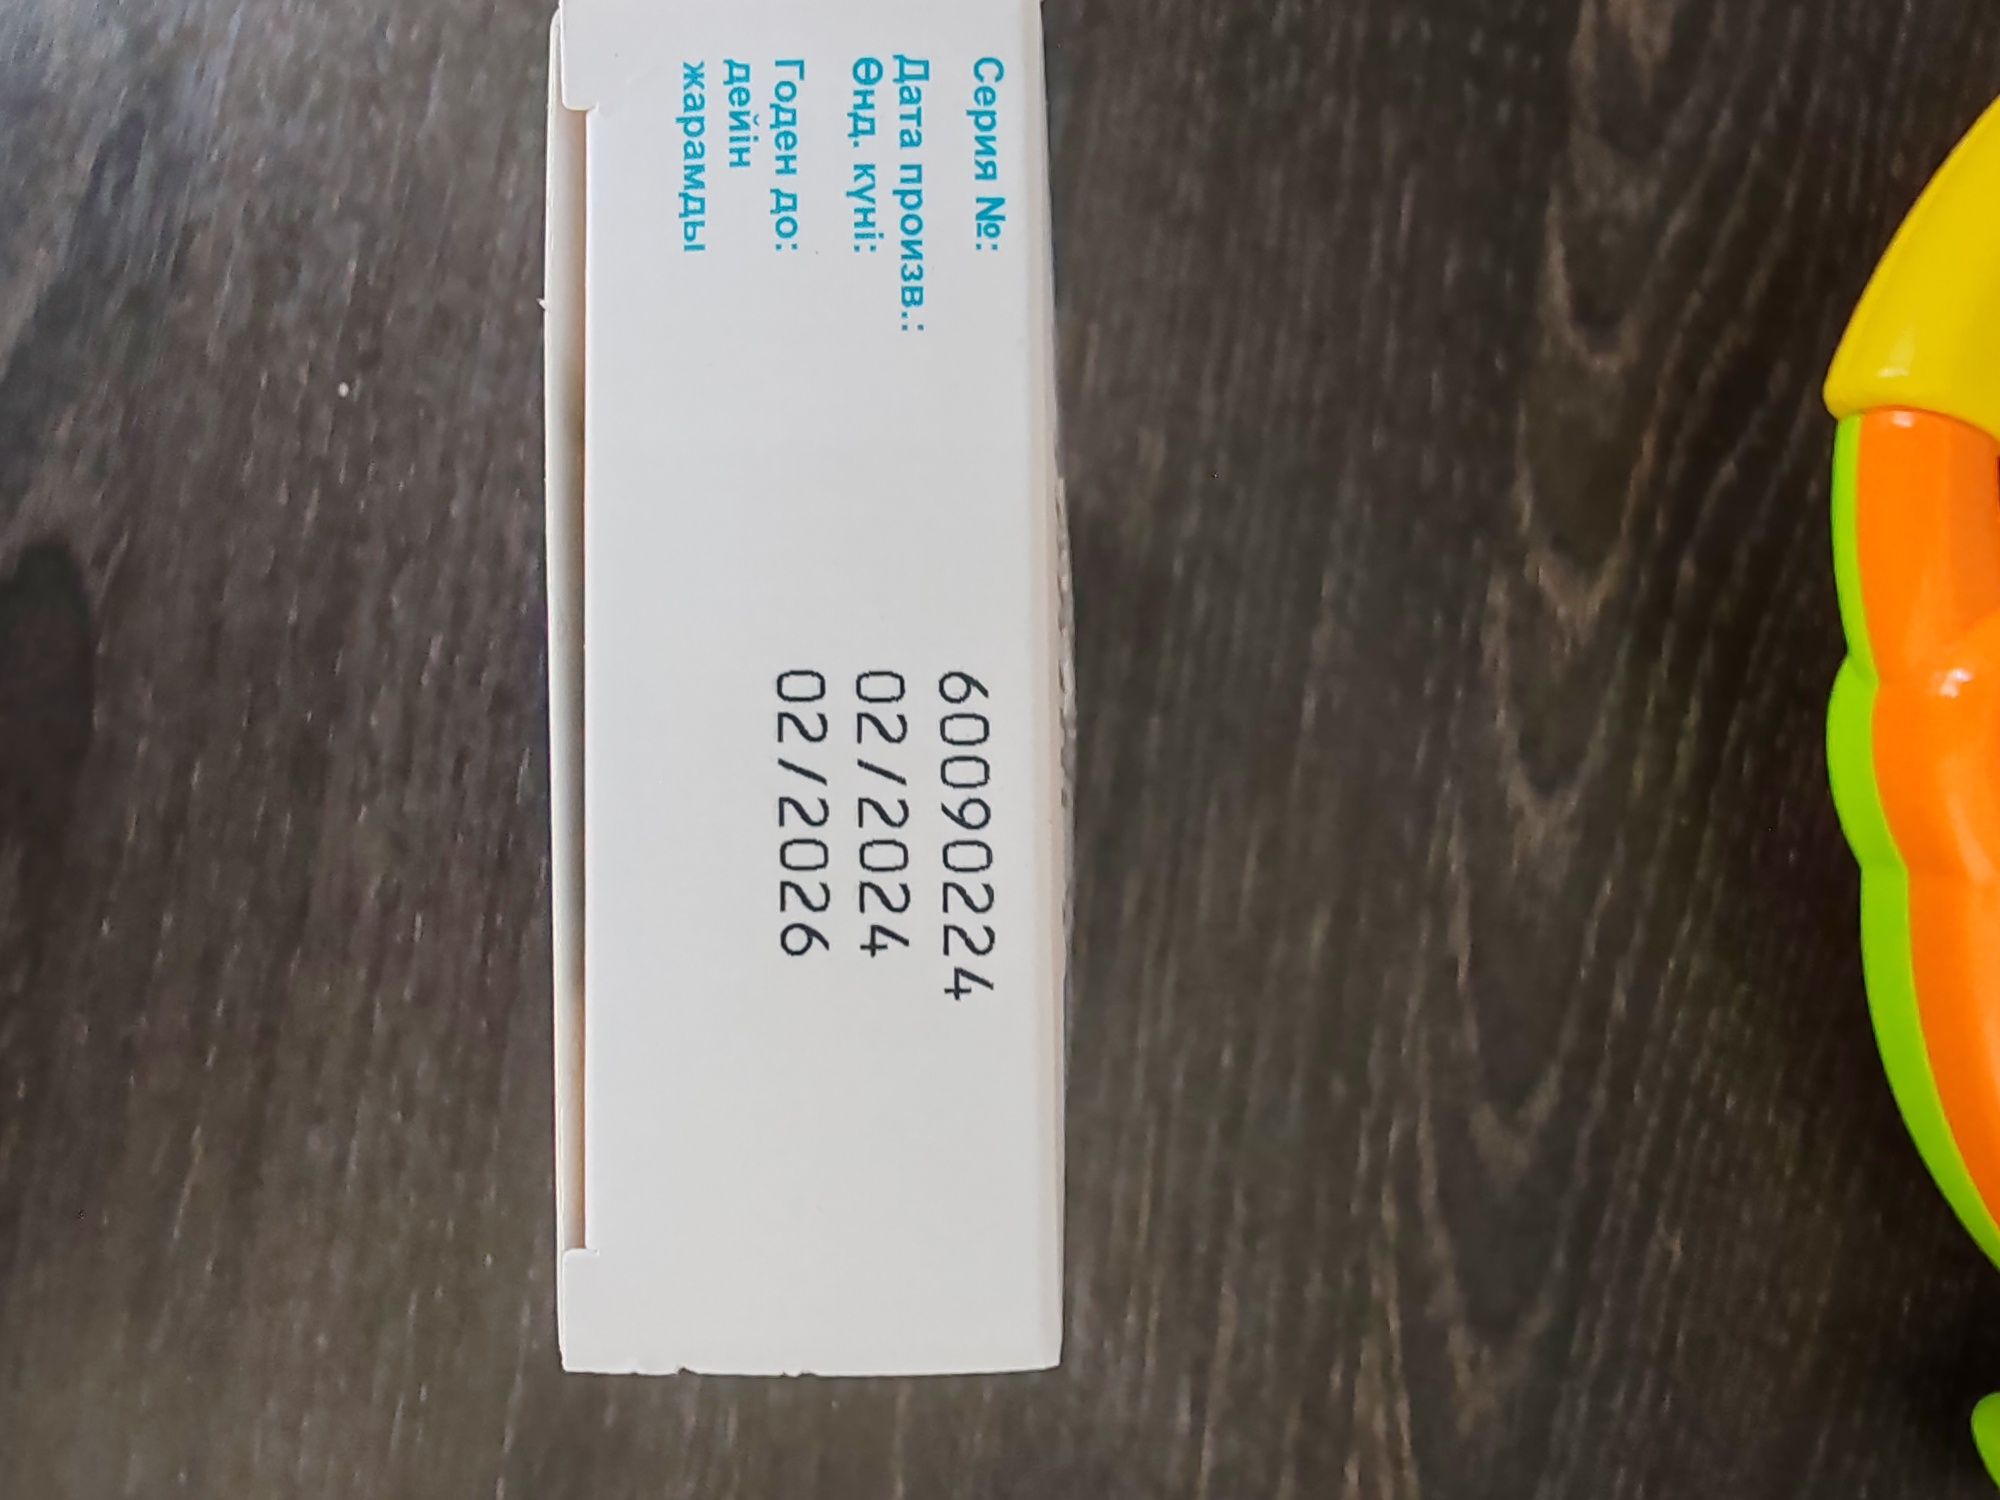 Серия №: 60090224
Дата произв.:
Өнд. күні: 02/2024
Годен до: 02/2026
дейін
жарамды